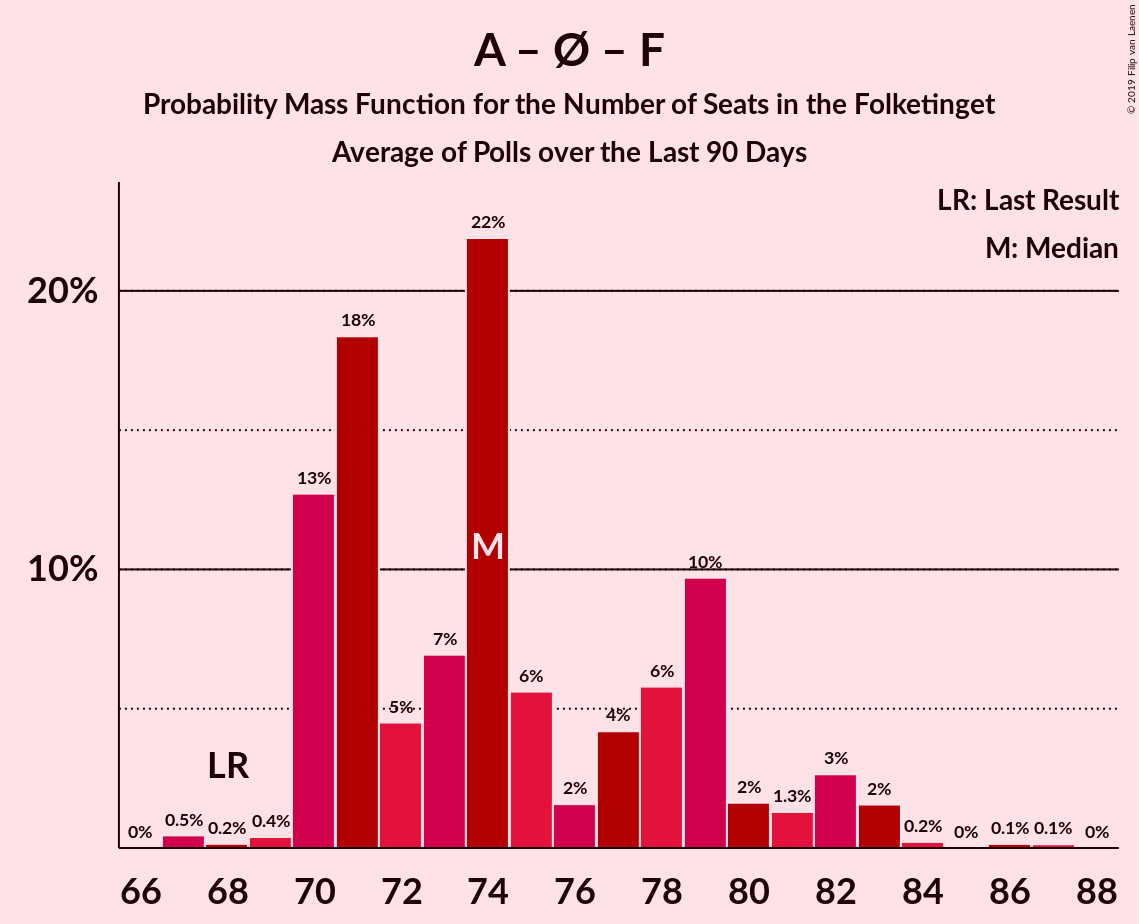 A – Ø – F
Probability Mass Function for the Number of Seats in the Folketinget
Average of Polls over the Last 90 Days
© 2019 Filip van Laenen
LR: Last Result
M: Median
20%
10%
0% 0.5% 0.2% 0.4% 13% 18% 5% 7% 22% 6% 2% 4% 6% 10% 2% 1.3% 3% 2% 0.2% 0% 0.1% 0.1% 0%
LR
M
66 68 70 72 74 76 78 80 82 84 86 88